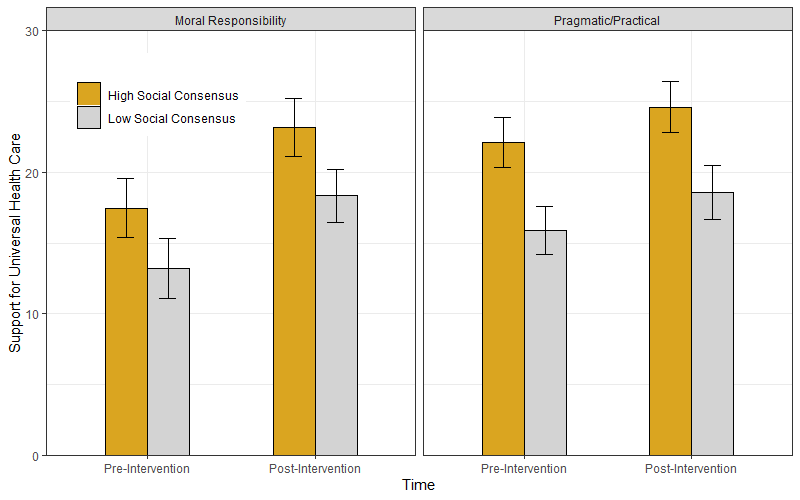 Moral Responsibility
Pragmatic/Practical
30
20
10
0
Support for Universal Health Care
High Social Consensus
Low Social Consensus
Pre-Intervention
Post-Intervention
Pre-Intervention
Post-Intervention
Time